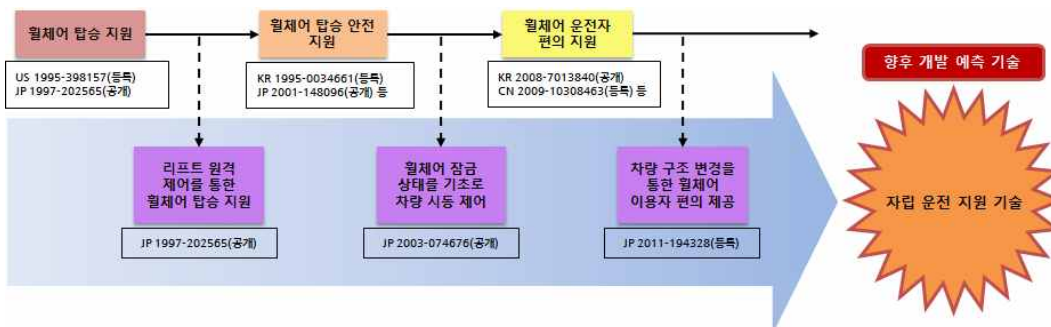 휠체어 탑승 지원
US 1995-398157(등록)
JP 1997-202565(공개)
휠체어 탑승 안전
지원
KR 1995-0034661(등록)
JP 2001-148096(공개) 등
휠체어 운전자
편의 지원
KR 2008-7013840(공개)
CN 2009-10308463(등록) 등
향후 개발 예측 기술
리프트 원격
제어를 통한
휠체어 탑승 지원
JP 1997-202565(공개)
휠체어 잠금
상태를 기초로
차량 시동 제어
JP 2003-074676(공개)
차량 구조 변경을
통한 휠체어
이용자 편의 제공
JP 2011-194328(등록)
자립 운전 지원 기술